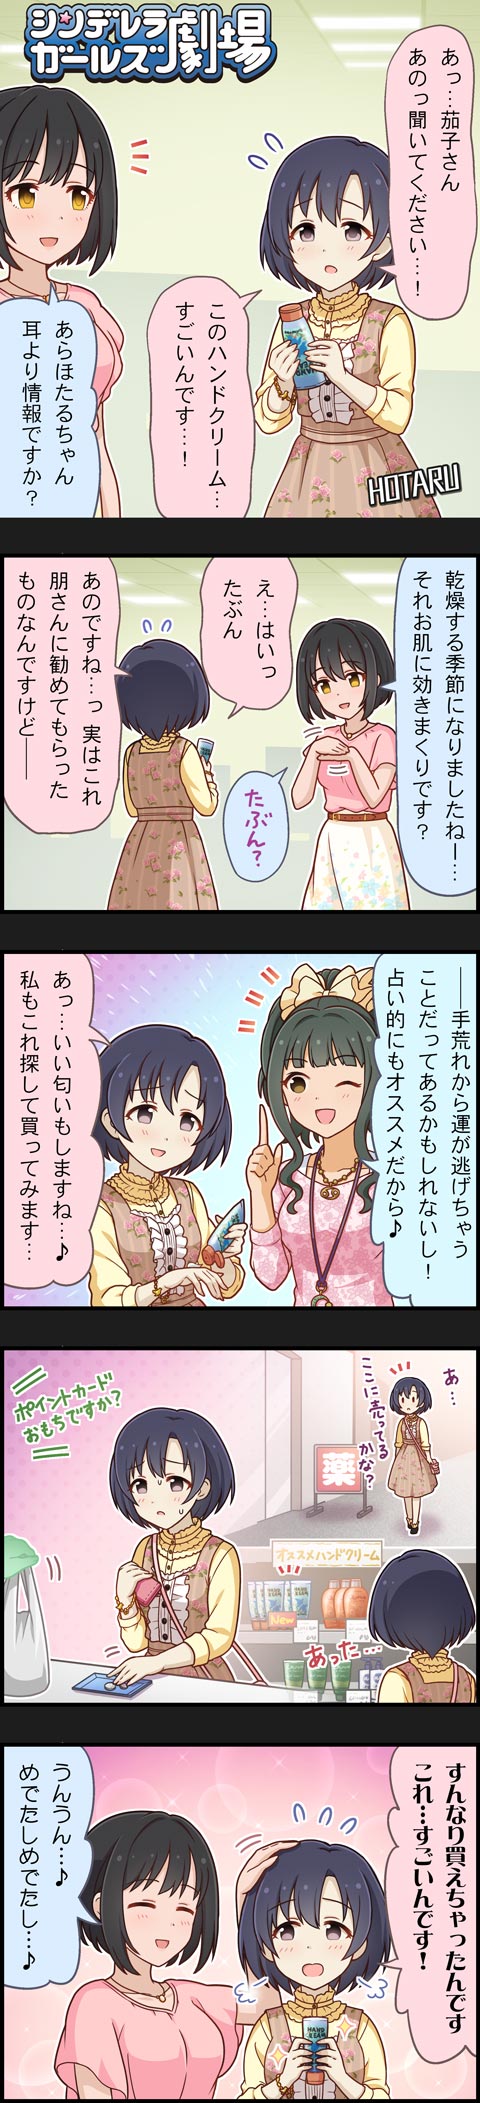 シンデレラ
ガールズ劇場
あっ…茄子さん
あのっ聞いてください…！
このハンドクリーム…
すごいんです…！
あらほたるちゃん
耳より情報ですか？
HOTARU
乾燥する季節になりましたねー…
それお肌に効きまくりです？
え…はいっ
たぶん
たぶん？
あのですね…っ 実はこれ
朋さんに勧めてもらった
ものなんですけど──
──手荒れから運が逃げちゃう
ことだってあるかもしれないし！
占い的にもオススメだから♪
あっ…いい匂いもしますね…♪
私もこれ探して買ってみます…
あ…
ここに売ってる
かな？
薬
オススメハンドクリーム
New
あった…
ポイントカード
おもちですか？
すんなり買えちゃったんです
これ…すごいんです！
うんうん…♪
めでたしめでたし…♪
HAND